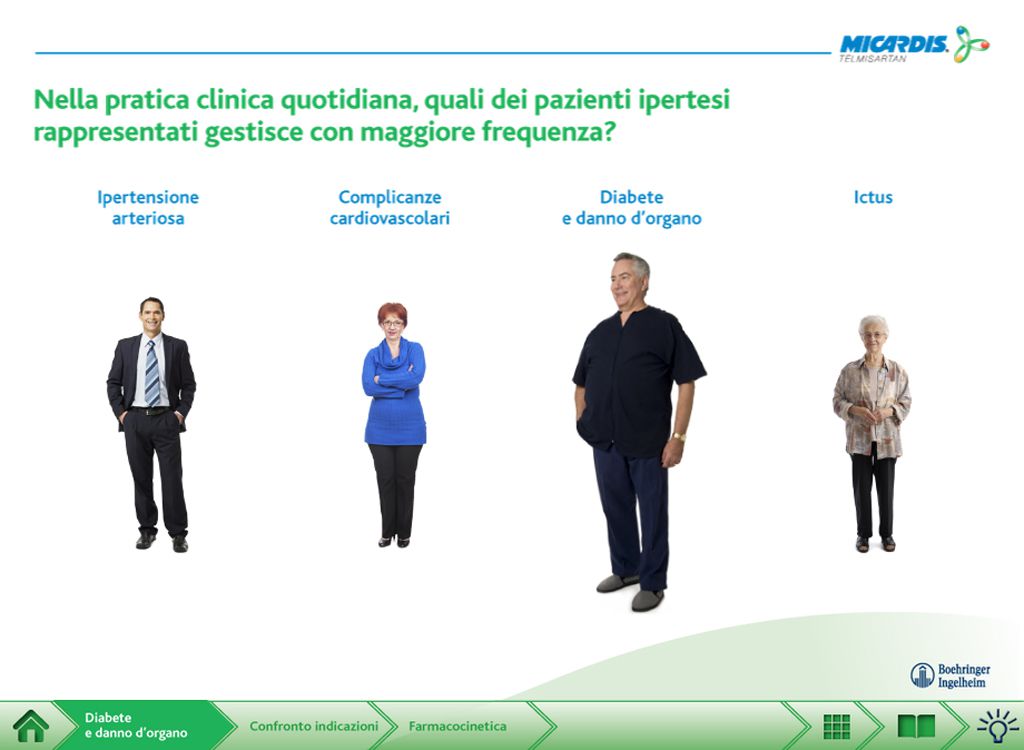 MICARDIS.
TELMISARTAN
Nella pratica clinica quotidiana, quali dei pazienti ipertesi
rappresentati gestisce con maggiore frequenza?
Ipertensione
arteriosa
Complicanze
cardiovascolari
Diabete
e danno d'organo
Ictus
Boehringer
Ingelheim
Diabete
e danno d'organo
Confronto indicazioni
Farmacocinetica